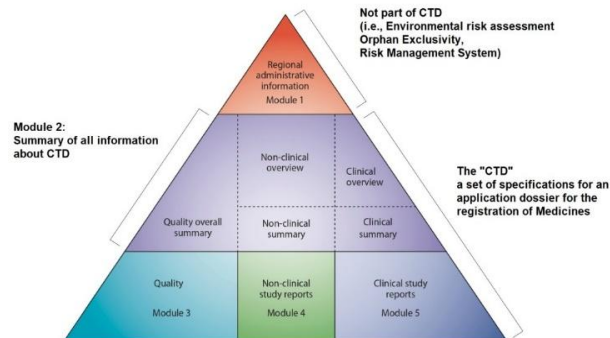 Not part of CTD
(i.e., Environmental risk assessment
Orphan Exclusivity,
Risk Management System)
Regional
administrative
information
Module 1
Module 2:
Summary of all information
about CTD
Non-clinical
overview
Clinical
overview
The "CTD"
a set of specifications for an
application dossier for the
registration of Medicines
Quality overall
summary
Non-clinical
summary
Clinical
summary
Quality
Module 3
Non-clinical
study reports
Module 4
Clinical study
reports
Module 5